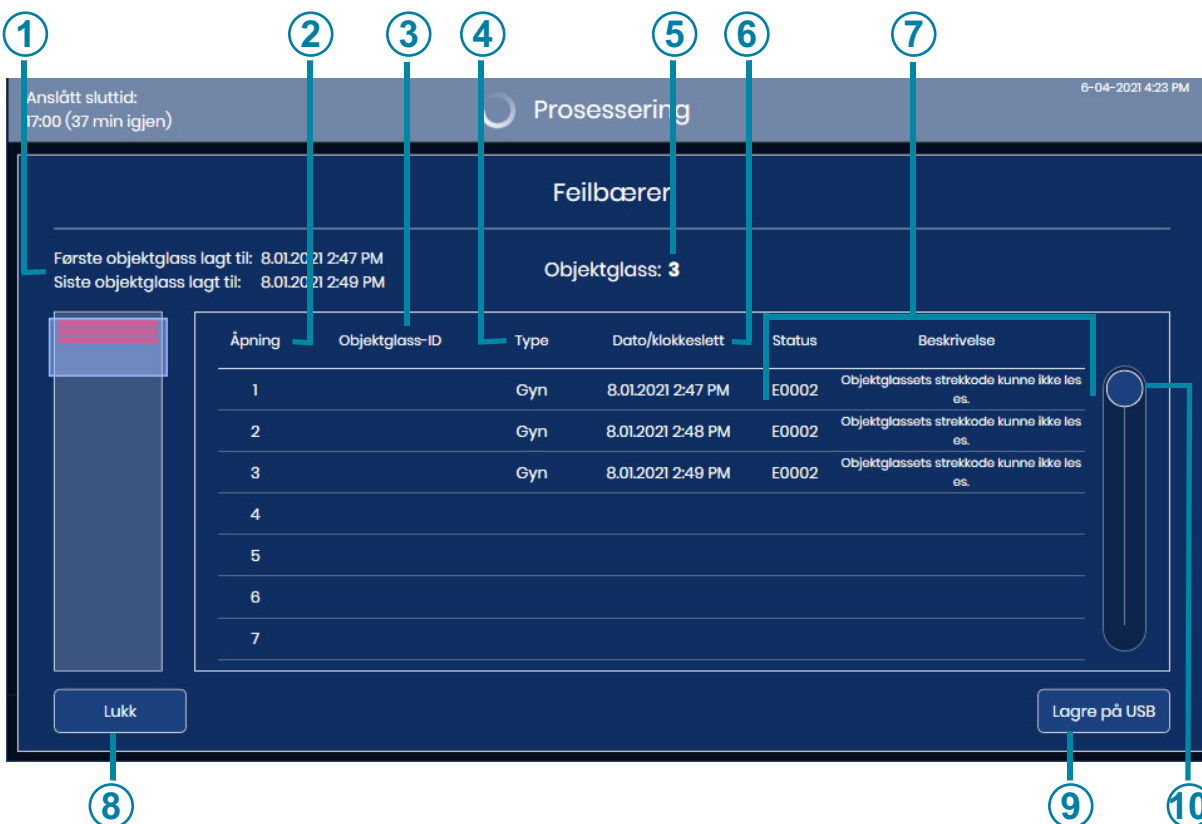 1 2 3 4 5 6 7
Anslått sluttid:
17:00 (37 min igjen)
Prosessering
6-04-2021 4:23 PM
Feilbærer
Første objektglass lagt til: 8.01.2021 2:47 PM
Siste objektglass lagt til: 8.01.2021 2:49 PM
Objektglass: 3
Åpning Objektglass-ID Type Dato/klokkeslett Status Beskrivelse
1 Gyn 8.01.2021 2:47 PM E0002 Objektglassets strekkode kunne ikke les
es.
2 Gyn 8.01.2021 2:48 PM E0002 Objektglassets strekkode kunne ikke les
es.
3 Gyn 8.01.2021 2:49 PM E0002 Objektglassets strekkode kunne ikke les
es.
4
5
6
7
Lukk
Lagre på USB
8 9 10